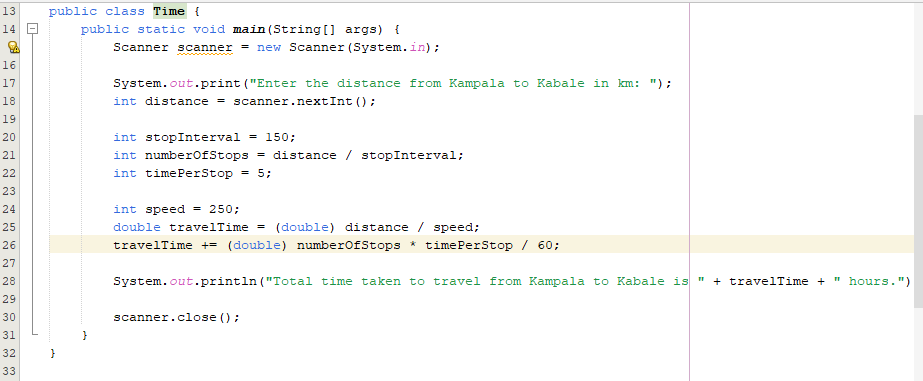 13 public class Time {
14 public static void main(String[] args) {
Scanner scanner = new Scanner(System.in);
16
17 System.out.print("Enter the distance from Kampala to Kabale in km: ");
18 int distance = scanner.nextInt();
19
20 int stopInterval = 150;
21 int numberOfStops = distance / stopInterval;
22 int timePerStop = 5;
23
24 int speed = 250;
25 double travelTime = (double) distance / speed;
26 travelTime += (double) numberOfStops * timePerStop / 60;
27
28 System.out.println("Total time taken to travel from Kampala to Kabale is " + travelTime + " hours.")
29
30 scanner.close();
31 }
32 }
33